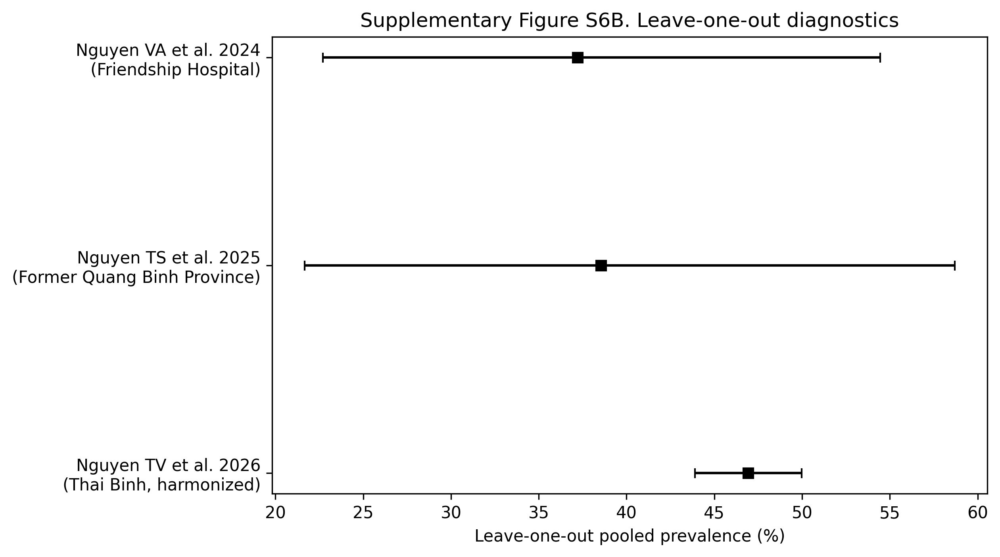 Supplementary Figure S6B. Leave-one-out diagnostics
Nguyen VA et al. 2024
(Friendship Hospital)
Nguyen TS et al. 2025
(Former Quang Binh Province)
Nguyen TV et al. 2026
(Thai Binh, harmonized)
20 25 30 35 40 45 50 55 60
Leave-one-out pooled prevalence (%)